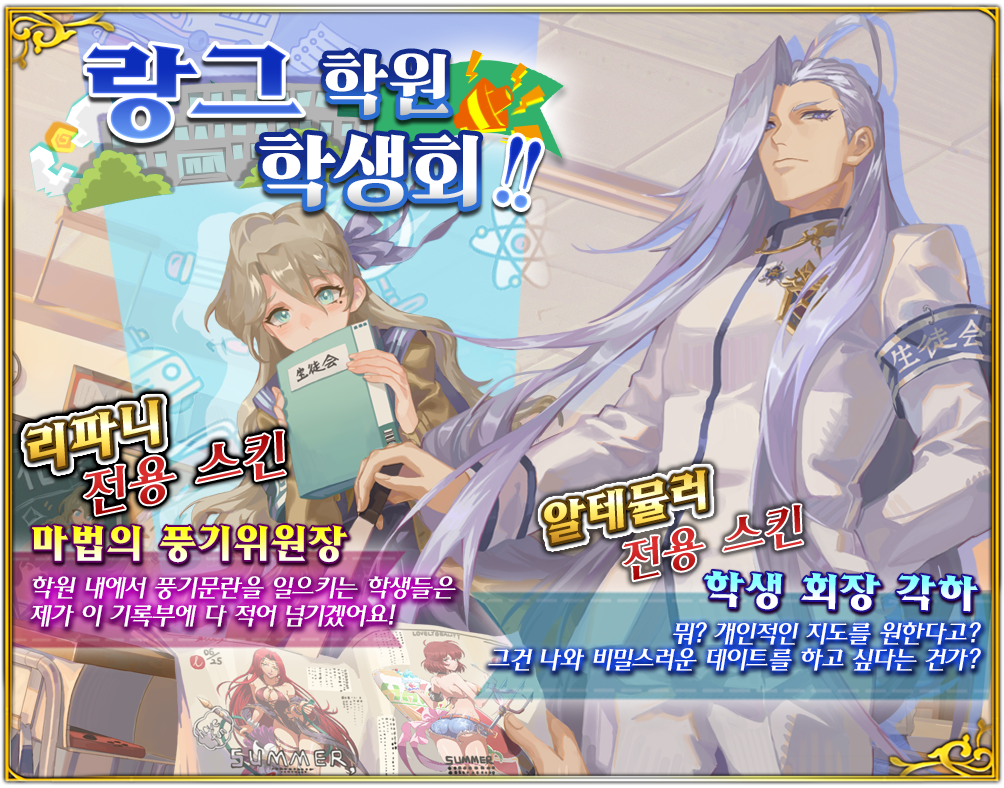 랑그 학원
학생회!!
生徒会
生徒会
리파니
전용 스킨
마법의 풍기위원장
학원 내에서 풍기문란을 일으키는 학생들은
제가 이 기록부에 다 적어 넘기겠어요!
알테뮬러
전용 스킨
학생 회장 각하
뭐? 개인적인 지도를 원한다고?
그건 나와 비밀스러운 데이트를 하고 싶다는 건가?
06/25
LOVELY BEAUTY
SUMMER
SUMMER